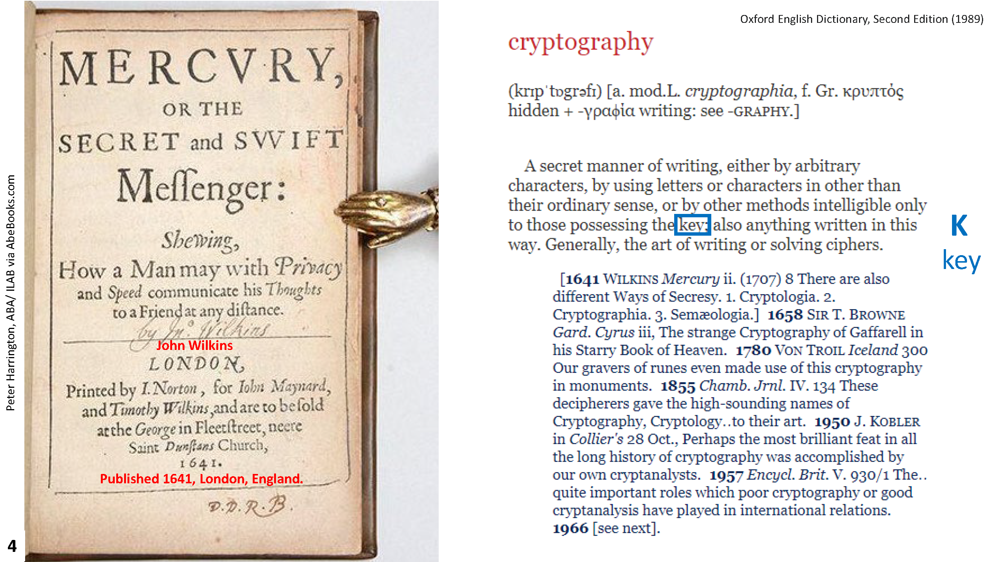 Peter Harrington, ABA/ ILAB via AbeBooks.com
4
MERCVRY,
OR THE
SECRET and SVVIFT
Meſſenger:
Shewing,
How a Man may with Privacy
and Speed communicate his Thoughts
to a Friend at any diſtance.
by Jnº. Wilkins
John Wilkins
LONDON,
Printed by I. Norton, for Iohn Maynard,
and Timothy Wilkins, and are to be ſold
at the George in Fleetſtreet, neere
Saint Dunſtans Church,
1641.
Published 1641, London, England.
D.D.R.B.
Oxford English Dictionary, Second Edition (1989)
cryptography
(krɪpˈtɒgrəfɪ) [a. mod.L. cryptographia, f. Gr. κρυπτός
hidden + -γραϕία writing: see -GRAPHY.]
A secret manner of writing, either by arbitrary
characters, by using letters or characters in other than
their ordinary sense, or by other methods intelligible only
to those possessing the key; also anything written in this
way. Generally, the art of writing or solving ciphers.
K
key
[1641 WILKINS Mercury ii. (1707) 8 There are also
different Ways of Secresy. 1. Cryptologia. 2.
Cryptographia. 3. Semæologia.] 1658 SIR T. BROWNE
Gard. Cyrus iii, The strange Cryptography of Gaffarell in
his Starry Book of Heaven. 1780 VON TROIL Iceland 300
Our gravers of runes even made use of this cryptography
in monuments. 1855 Chamb. Jrnl. IV. 134 These
decipherers gave the high-sounding names of
Cryptography, Cryptology..to their art. 1950 J. KOBLER
in Collier's 28 Oct., Perhaps the most brilliant feat in all
the long history of cryptography was accomplished by
our own cryptanalysts. 1957 Encycl. Brit. V. 930/1 The..
quite important roles which poor cryptography or good
cryptanalysis have played in international relations.
1966 [see next].